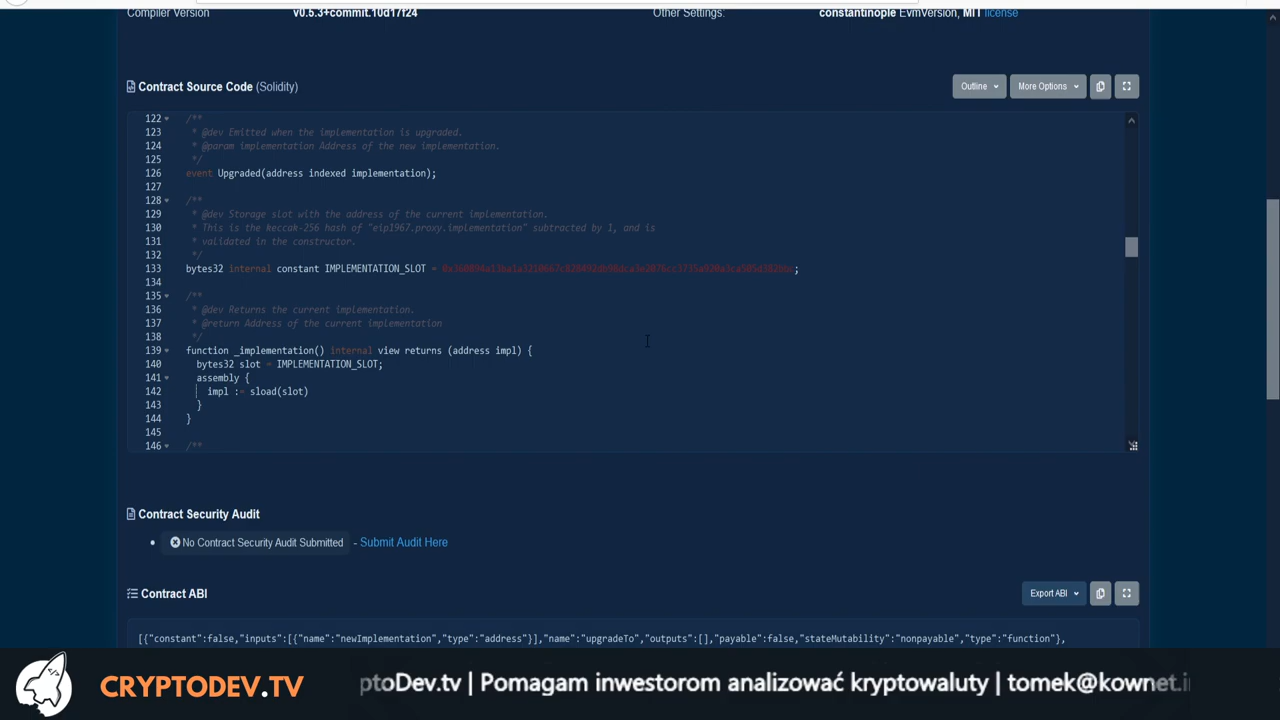 Compiler Version
v0.5.3+commit.10d17f24
Other Settings:
constantinople EvmVersion, MIT license
Contract Source Code (Solidity)
Outline
More Options
122 /**
123 * @dev Emitted when the implementation is upgraded.
124 * @param implementation Address of the new implementation.
125 */
126 event Upgraded(address indexed implementation);
127
128 /**
129 * @dev Storage slot with the address of the current implementation.
130 * This is the keccak-256 hash of "eip1967.proxy.implementation" subtracted by 1, and is
131 * validated in the constructor.
132 */
133 bytes32 internal constant IMPLEMENTATION_SLOT =
134
135 /**
136 * @dev Returns the current implementation.
137 * @return Address of the current implementation
138 */
139 function _implementation() internal view returns (address impl) {
140 bytes32 slot = IMPLEMENTATION_SLOT;
141 assembly {
142 impl := sload(slot)
143 }
144 }
145
146 /**
Contract Security Audit
No Contract Security Audit Submitted - Submit Audit Here
Contract ABI
Export ABI
[{"constant":false,"inputs":[{"name":"newImplementation","type":"address"}],"name":"upgradeTo","outputs":[],"payable":false,"stateMutability":"nonpayable","type":"function"},
CRYPTODEV.TV
ptoDev.tv | Pomagam inwestorom analizować kryptowaluty | tomek@kownet.i